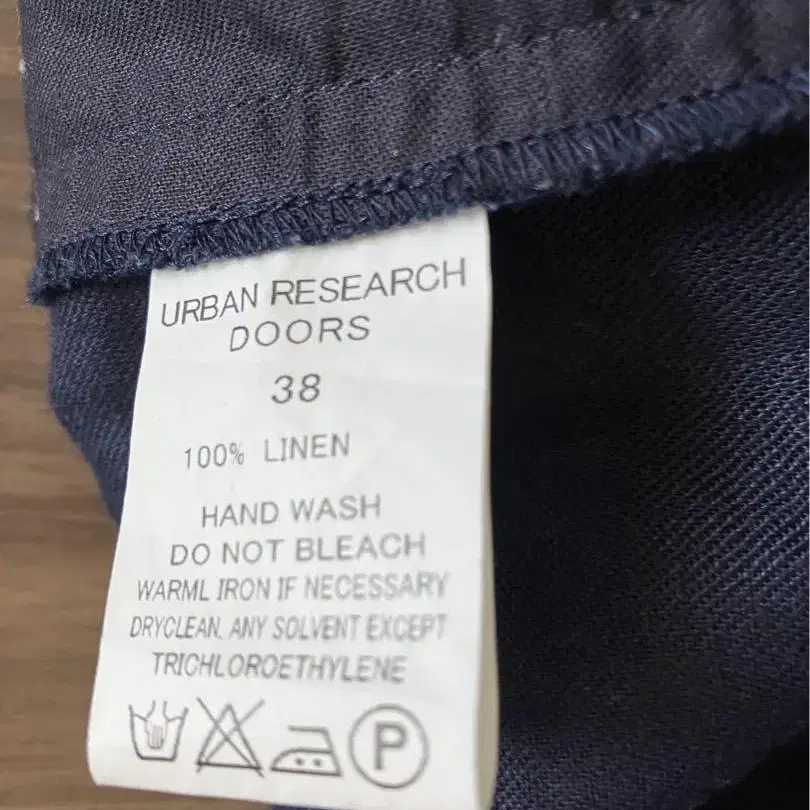 URBAN RESEARCH
DOORS
38
100% LINEN
HAND WASH
DO NOT BLEACH
WARML IRON IF NECESSARY
DRYCLEAN. ANY SOLVENT EXCEPT
TRICHLOROETHYLENE
P